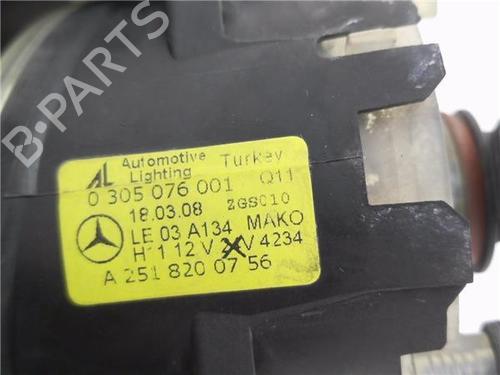 B-PARTS
AL Automotive Lighting Turkey
0 305 076 001 Q11
18.03.08 ZGS010
LE 03 A134 MAKO
H11 12 V V 4234
A 251 820 07 56